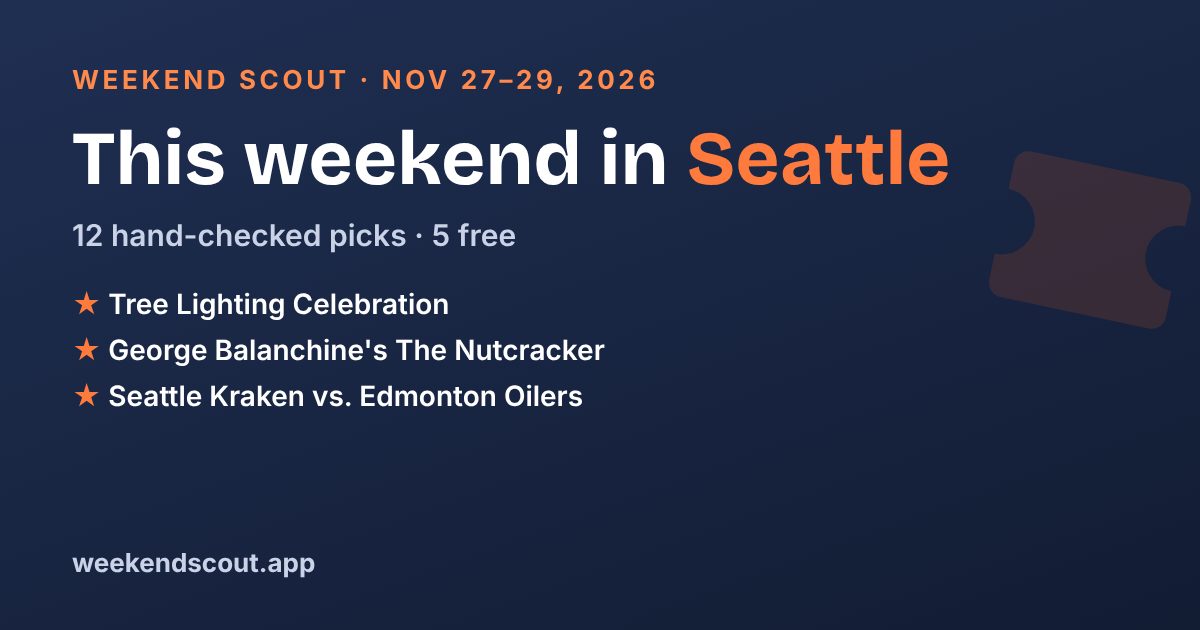 WEEKEND SCOUT · NOV 27–29, 2026
This weekend in Seattle
12 hand-checked picks · 5 free
★ Tree Lighting Celebration
★ George Balanchine's The Nutcracker
★ Seattle Kraken vs. Edmonton Oilers
weekendscout.app